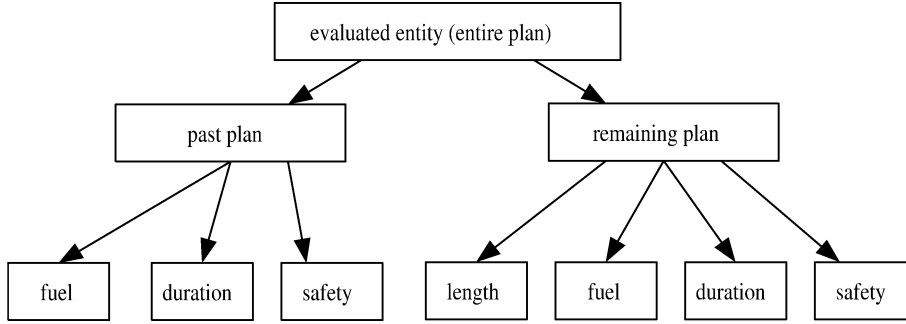 evaluated entity (entire plan)
past plan
remaining plan
fuel
duration
safety
length
fuel
duration
safety